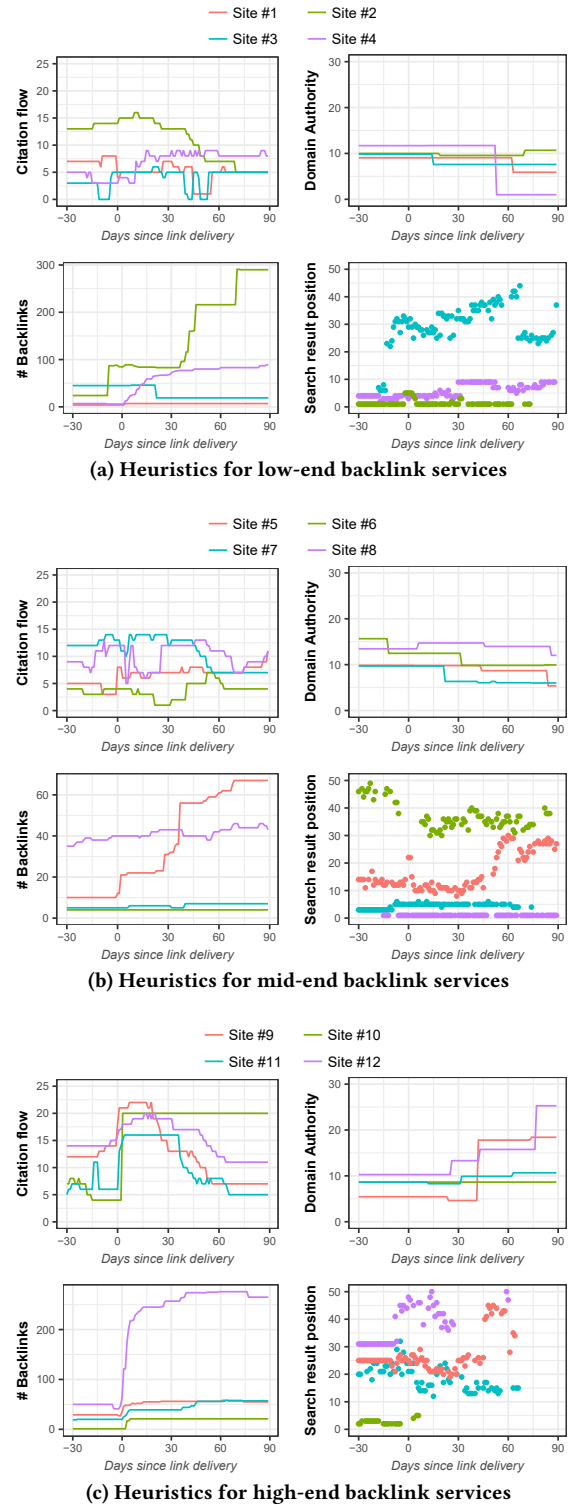 Site #1 Site #2
Site #3 Site #4
Citation flow
25
20
15
10
5
0
−30 0 30 60 90
Days since link delivery
Domain Authority
30
20
10
0
−30 0 30 60 90
Days since link delivery
# Backlinks
300
200
100
0
−30 0 30 60 90
Days since link delivery
Search result position
50
40
30
20
10
0
−30 0 30 60 90
Days since link delivery
(a) Heuristics for low-end backlink services
Site #5 Site #6
Site #7 Site #8
Citation flow
25
20
15
10
5
0
−30 0 30 60 90
Days since link delivery
Domain Authority
30
20
10
0
−30 0 30 60 90
Days since link delivery
# Backlinks
60
40
20
0
−30 0 30 60 90
Days since link delivery
Search result position
50
40
30
20
10
0
−30 0 30 60 90
Days since link delivery
(b) Heuristics for mid-end backlink services
Site #9 Site #10
Site #11 Site #12
Citation flow
25
20
15
10
5
0
−30 0 30 60 90
Days since link delivery
Domain Authority
30
20
10
0
−30 0 30 60 90
Days since link delivery
# Backlinks
200
100
0
−30 0 30 60 90
Days since link delivery
Search result position
50
40
30
20
10
0
−30 0 30 60 90
Days since link delivery
(c) Heuristics for high-end backlink services